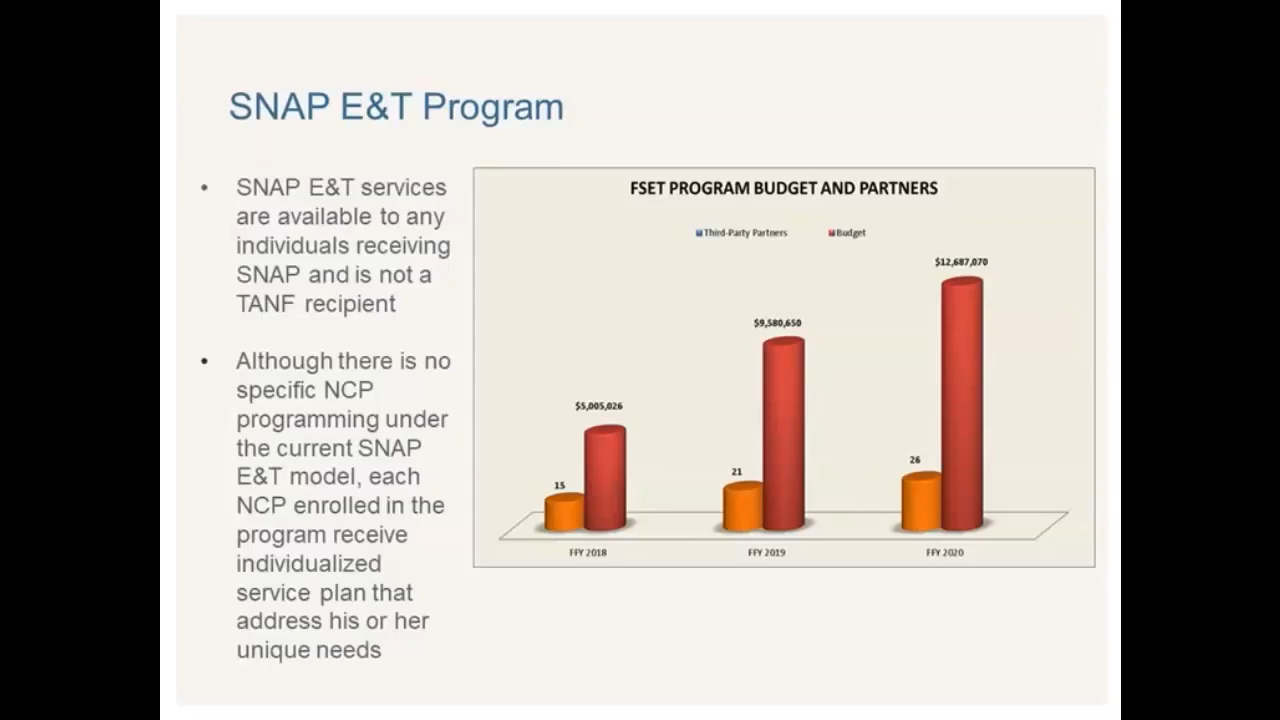 SNAP E&T Program
• SNAP E&T services
are available to any
individuals receiving
SNAP and is not a
TANF recipient
• Although there is no
specific NCP
programming under
the current SNAP
E&T model, each
NCP enrolled in the
program receive
individualized
service plan that
address his or her
unique needs
FSET PROGRAM BUDGET AND PARTNERS
Third-Party Partners Budget
$12,687,070
$9,580,650
$5,005,026
26
21
15
FFY 2018 FFY 2019 FFY 2020